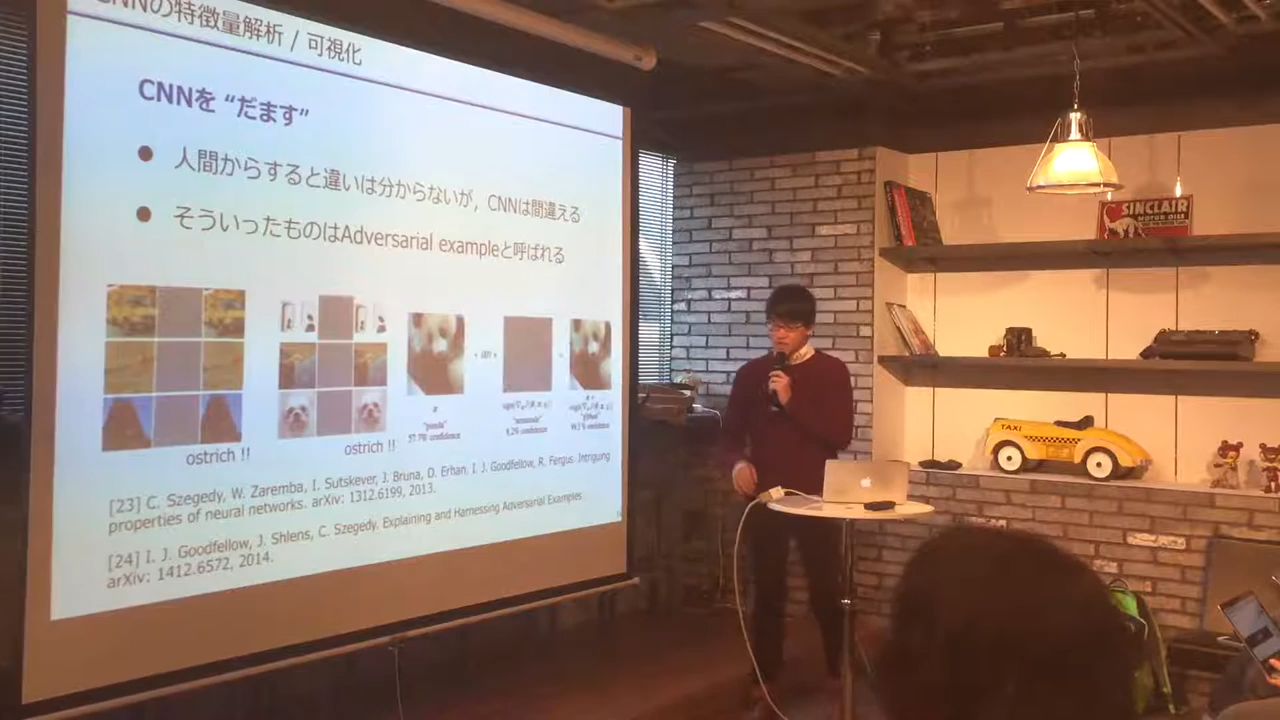 CNNの特徴量解析 / 可視化
CNNを “だます”
● 人間からすると違いは分からないが，CNNは間違える
● そういったものはAdversarial exampleと呼ばれる
ostrich !!
ostrich !!
"panda"
57.7% confidence
8.2% confidence
[23] C. Szegedy, W. Zaremba, I. Sutskever, J. Bruna, D. Erhan. I. J. Goodfellow, R. Fergus. Intriguing
properties of neural networks. arXiv: 1312.6199, 2013.
[24] I. J. Goodfellow, J. Shlens, C. Szegedy. Explaining and Harnessing Adversarial Examples
arXiv: 1412.6572, 2014.
SINCLAIR
MOTOR OILS
TAXI